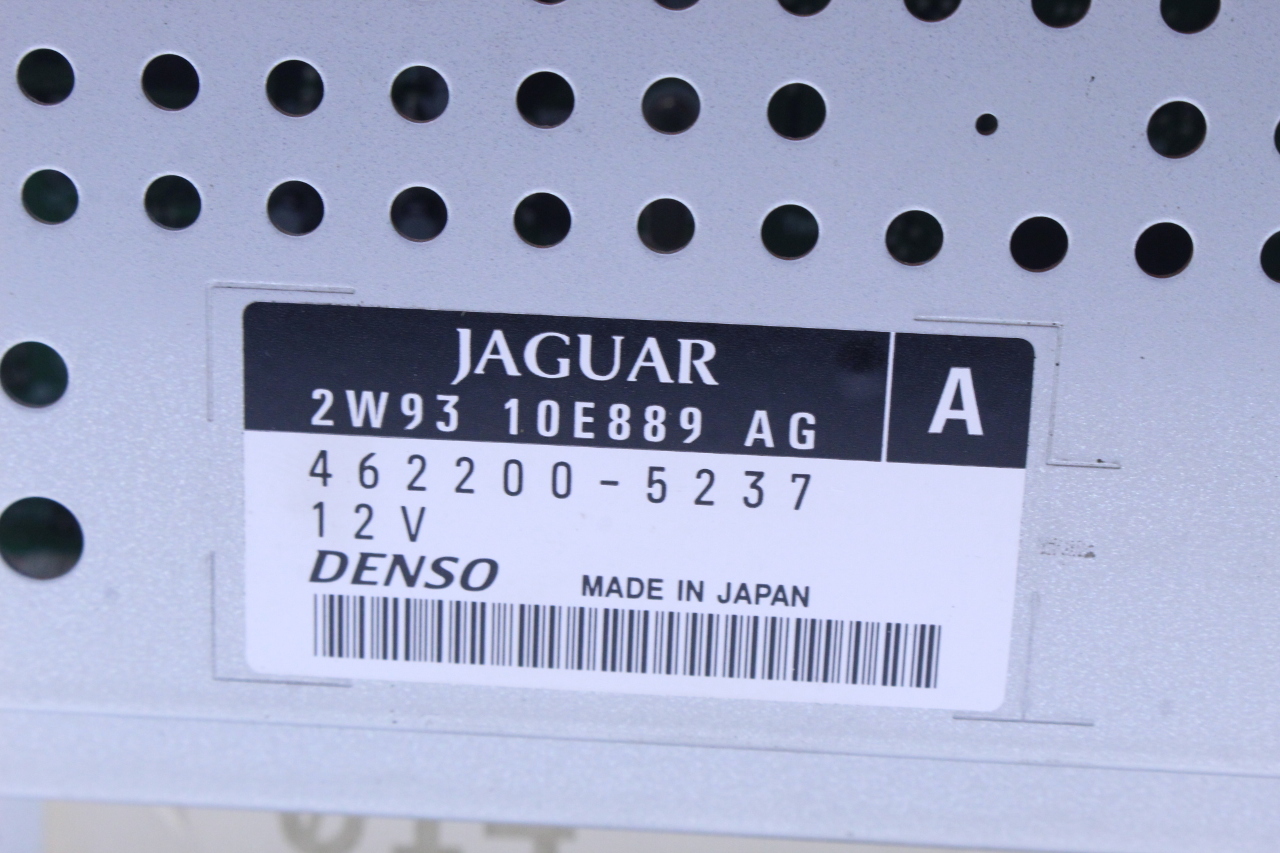 JAGUAR
2W93 10E889 AG
A
462200-5237
12V
DENSO
MADE IN JAPAN